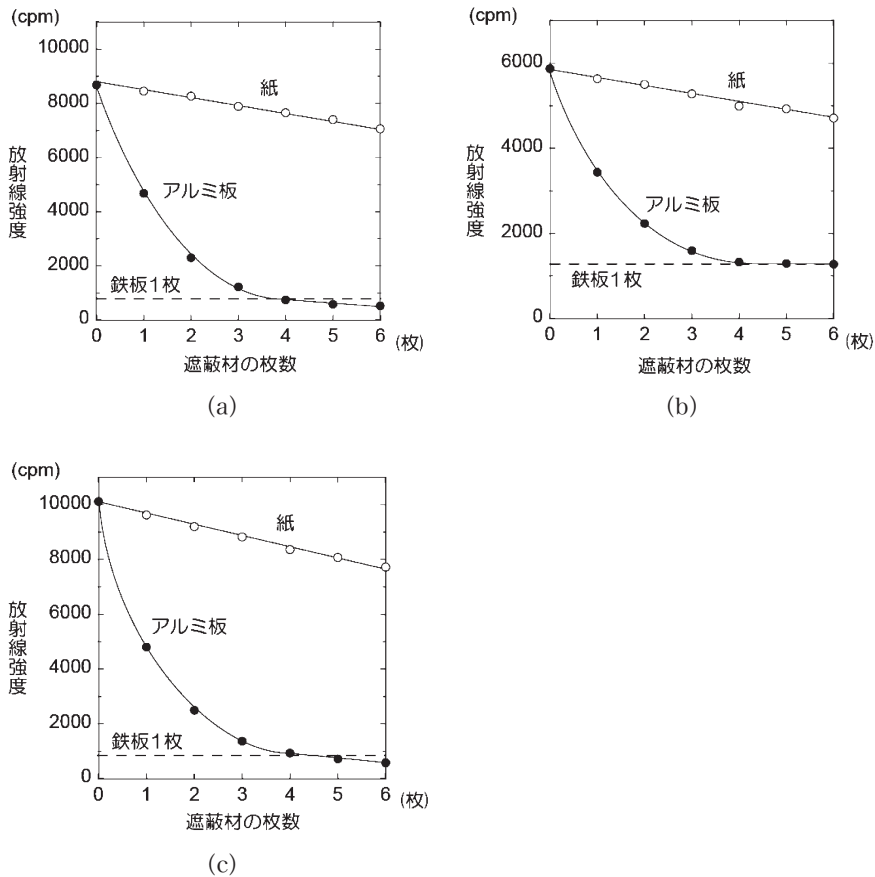 (cpm)
10000
8000
6000
4000
2000
0
放射線強度
紙
アルミ板
鉄板1枚
0 1 2 3 4 5 6 (枚)
遮蔽材の枚数
(a)
(cpm)
6000
4000
2000
0
放射線強度
紙
アルミ板
鉄板1枚
0 1 2 3 4 5 6 (枚)
遮蔽材の枚数
(b)
(cpm)
10000
8000
6000
4000
2000
0
放射線強度
紙
アルミ板
鉄板1枚
0 1 2 3 4 5 6 (枚)
遮蔽材の枚数
(c)